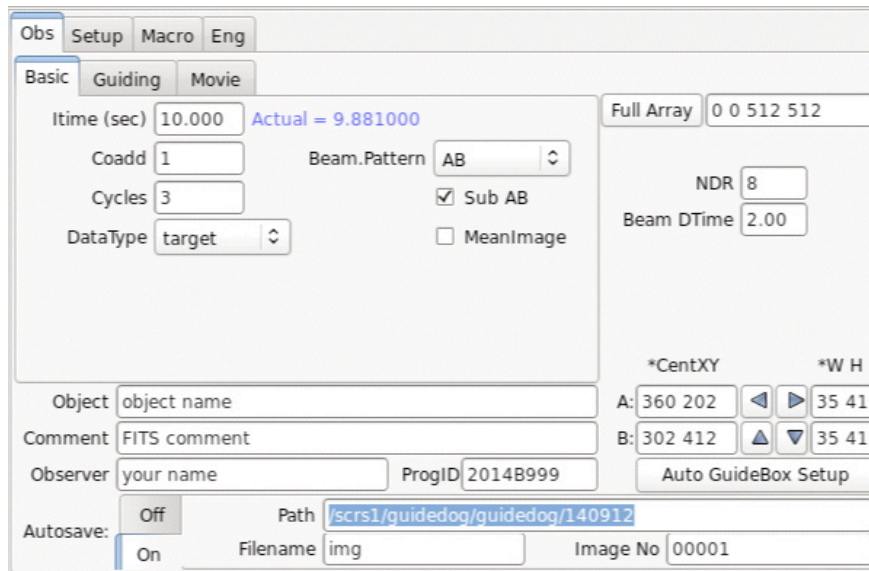 Obs Setup Macro Eng
Basic Guiding Movie
Itime (sec) 10.000 Actual = 9.881000
Full Array 0 0 512 512
Coadd 1 Beam.Pattern AB
NDR 8
Cycles 3 Sub AB
Beam DTime 2.00
DataType target MeanImage
*CentXY *W H
Object object name
A: 360 202 35 41
Comment FITS comment
B: 302 412 35 41
Observer your name ProgID 2014B999
Auto GuideBox Setup
Autosave: Off Path /scrs1/guidedog/guidedog/140912
On Filename img Image No 00001